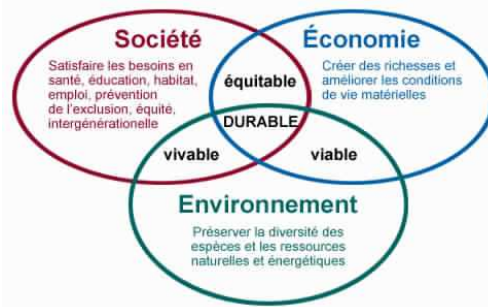 Société
Satisfaire les besoins en
santé, éducation, habitat,
emploi, prévention
de l'exclusion, équité,
intergénérationelle
Économie
Créer des richesses et
améliorer les conditions
de vie matérielles
équitable
DURABLE
vivable
viable
Environnement
Préserver la diversité des
espèces et les ressources
naturelles et énergétiques